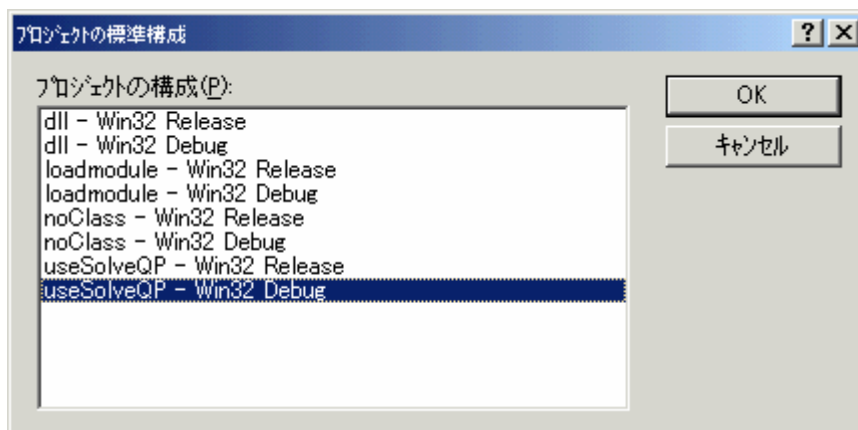 ﾌﾟﾛｼﾞｪｸﾄの標準構成
ﾌﾟﾛｼﾞｪｸﾄの構成(P):
dll - Win32 Release
dll - Win32 Debug
loadmodule - Win32 Release
loadmodule - Win32 Debug
noClass - Win32 Release
noClass - Win32 Debug
useSolveQP - Win32 Release
useSolveQP - Win32 Debug
OK
ｷｬﾝｾﾙ